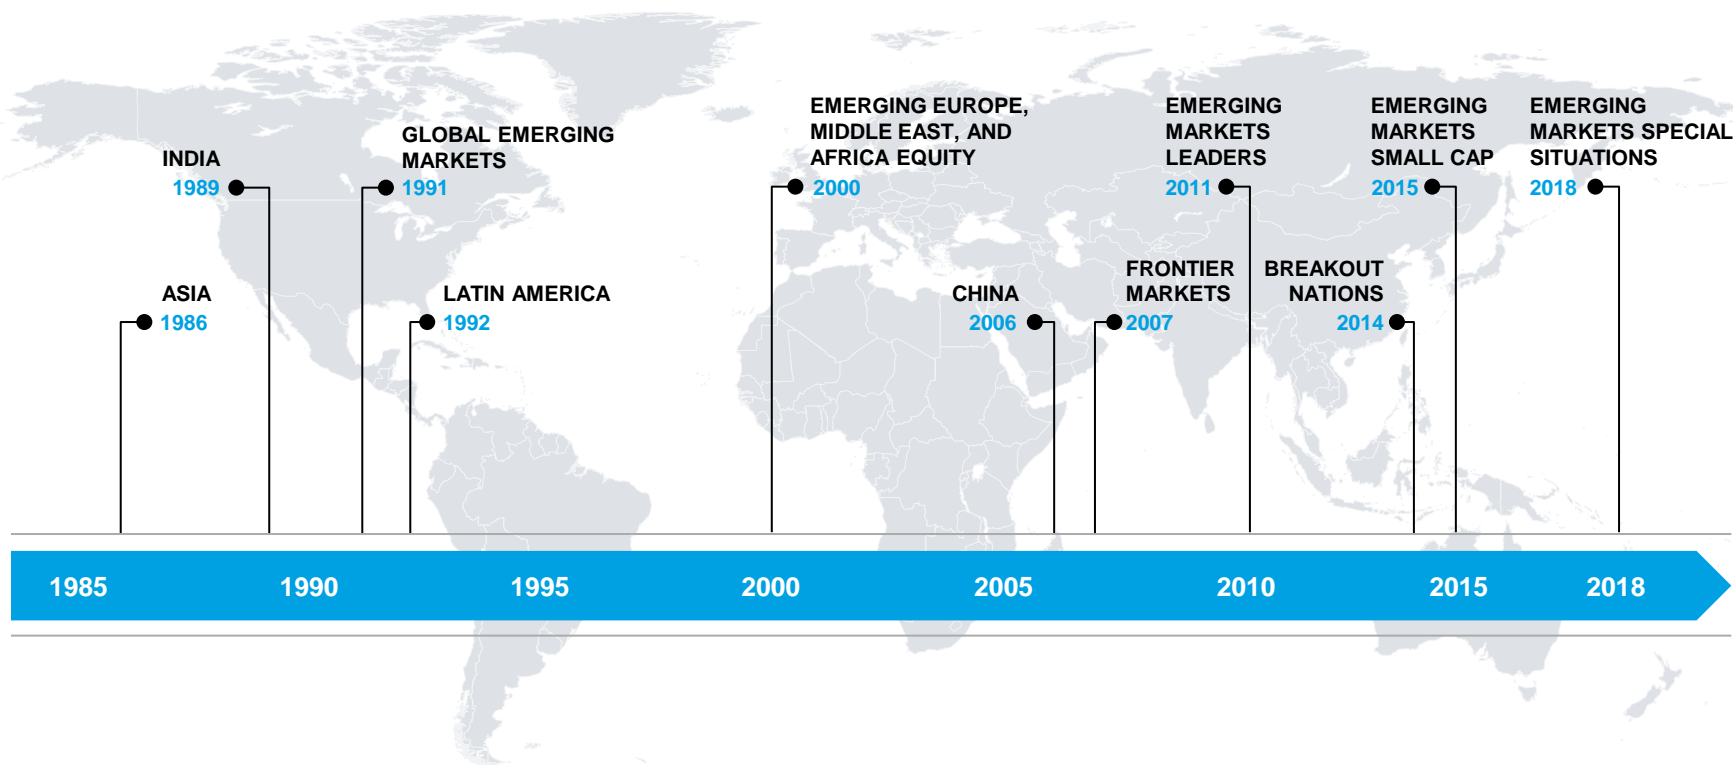 INDIA
1989
GLOBAL EMERGING
MARKETS
1991
EMERGING EUROPE,
MIDDLE EAST, AND
AFRICA EQUITY
2000
EMERGING
MARKETS
LEADERS
2011
EMERGING
MARKETS
SMALL CAP
2015
EMERGING
MARKETS SPECIAL
SITUATIONS
2018
ASIA
1986
LATIN AMERICA
1992
CHINA
2006
FRONTIER
MARKETS
2007
BREAKOUT
NATIONS
2014
1985
1990
1995
2000
2005
2010
2015
2018